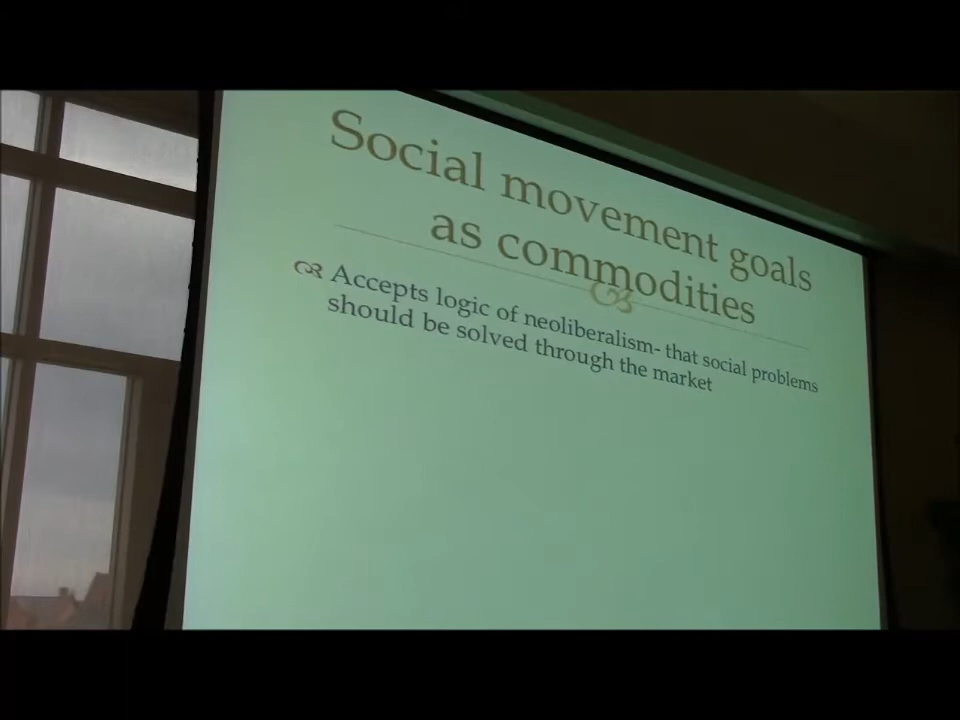 Social movement goals
as commodities
Accepts logic of neoliberalism- that social problems
should be solved through the market